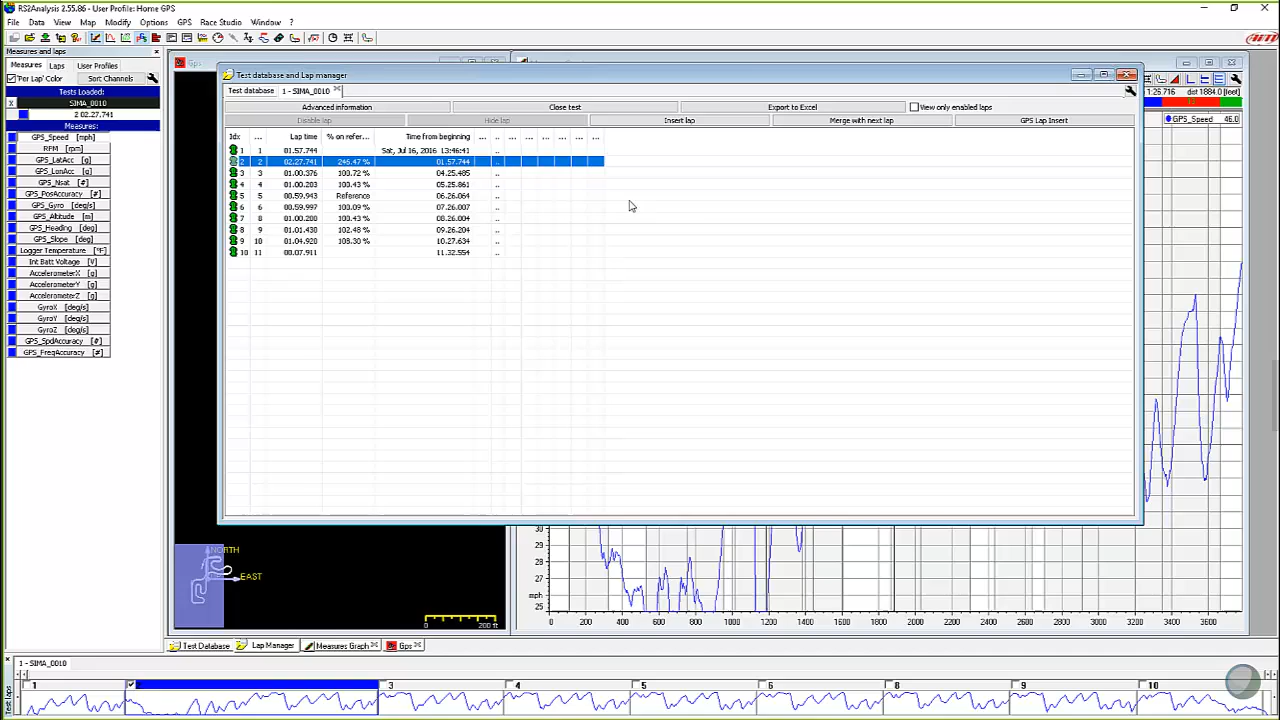 RS2Analysis 2.55.86 - User Profile: Home GPS
File Data View Map Modify Options GPS Race Studio Window ?
Measures and laps
Measures Laps User Profiles
'Per Lap' Color Sort Channels
Tests Loaded:
x SIMA_0010
2 02.27.741
Measures:
GPS_Speed [mph]
RPM [rpm]
GPS_LatAcc [g]
GPS_LonAcc [g]
GPS_Nsat [#]
GPS_PosAccuracy [#]
GPS_Gyro [deg/s]
GPS_Altitude [m]
GPS_Heading [deg]
GPS_Slope [deg]
Logger Temperature [°F]
Int Batt Voltage [V]
AccelerometerX [g]
AccelerometerY [g]
AccelerometerZ [g]
GyroX [deg/s]
GyroY [deg/s]
GyroZ [deg/s]
GPS_SpdAccuracy [#]
GPS_FreqAccuracy [#]
Gps
Test database and Lap manager
Test database 1 - SIMA_0010
Advanced information Close test Export to Excel View only enabled laps
Disable lap Hide lap Insert lap Merge with next lap GPS Lap Insert
Idx ... Lap time % on refer... Time from beginning ... ... ... ... ... ... ... ...
1 1 01.57.744 Sat, Jul 16, 2016 13:46:41 ..
2 2 02.27.741 246.47 % 01.57.744 ..
3 3 01.00.376 100.72 % 04.25.485 ..
4 4 01.00.203 100.43 % 05.25.861 ..
5 5 00.59.943 Reference 06.26.064 ..
6 6 00.59.997 100.09 % 07.26.007 ..
7 8 01.00.200 100.43 % 08.26.004 ..
8 9 01.01.430 102.48 % 09.26.204 ..
9 10 01.04.920 108.30 % 10.27.634 ..
10 11 00.07.911 11.32.554 ..
1:25.716 dst 1884.0 [feet]
GPS_Speed 46.0
NORTH
EAST
200 ft
30
29
28
27
mph
25
0 200 400 600 800 1000 1200 1400 1600 1800 2000 2200 2400 2600 2800 3000 3200 3400 3600
Test Database Lap Manager Measures Graph Gps
1 - SIMA_0010
Test laps
1 3 4 5 6 8 9 10